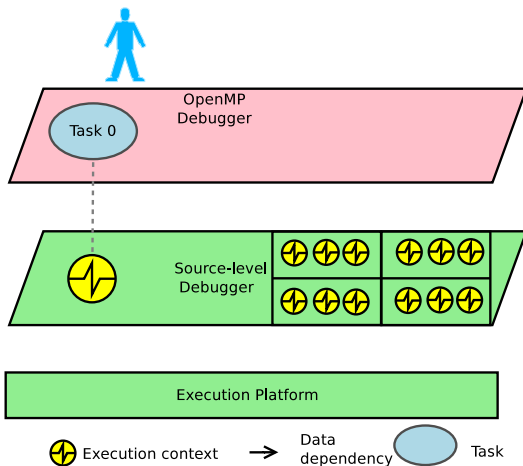 OpenMP
Debugger
Task 0
Source-level
Debugger
Execution Platform
Execution context
Data
dependency
Task